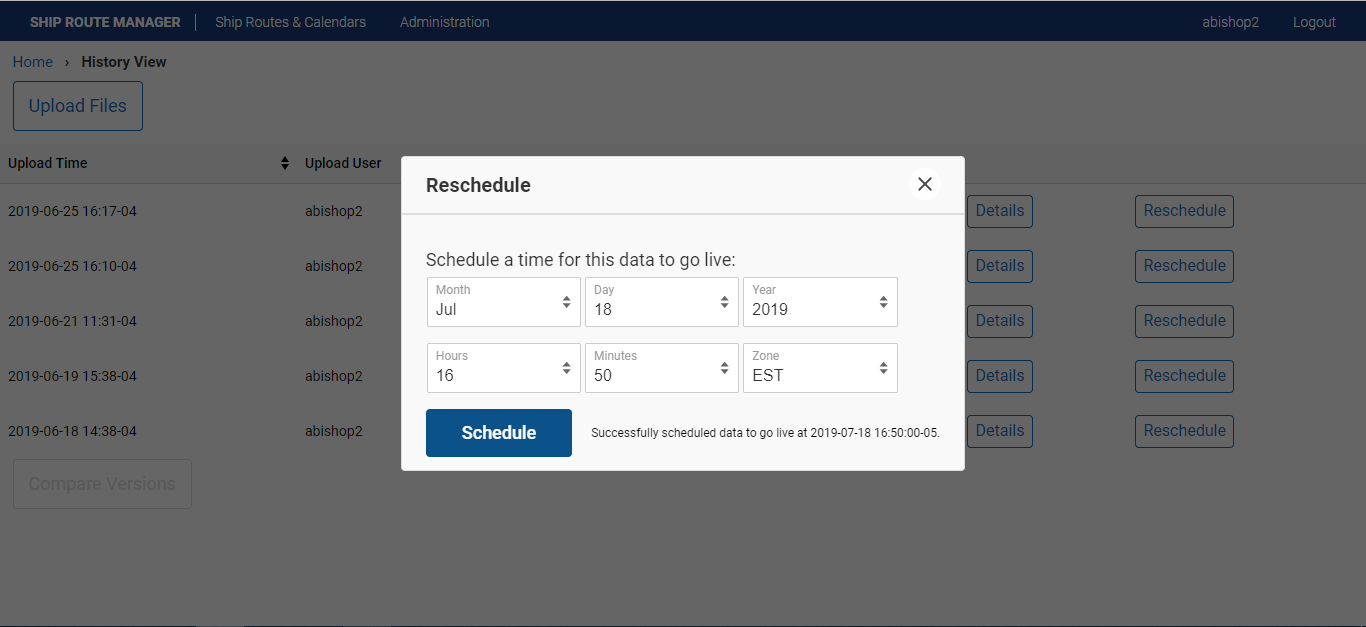 SHIP ROUTE MANAGER Ship Routes & Calendars Administration abishop2 Logout
Home › History View
Upload Files
Upload Time Upload User
2019-06-25 16:17-04 abishop2 Details Reschedule
2019-06-25 16:10-04 abishop2 Details Reschedule
2019-06-21 11:31-04 abishop2 Details Reschedule
2019-06-19 15:38-04 abishop2 Details Reschedule
2019-06-18 14:38-04 abishop2 Details Reschedule
Compare Versions
Reschedule
Schedule a time for this data to go live:
Month Day Year
Jul 18 2019
Hours Minutes Zone
16 50 EST
Schedule Successfully scheduled data to go live at 2019-07-18 16:50:00-05.